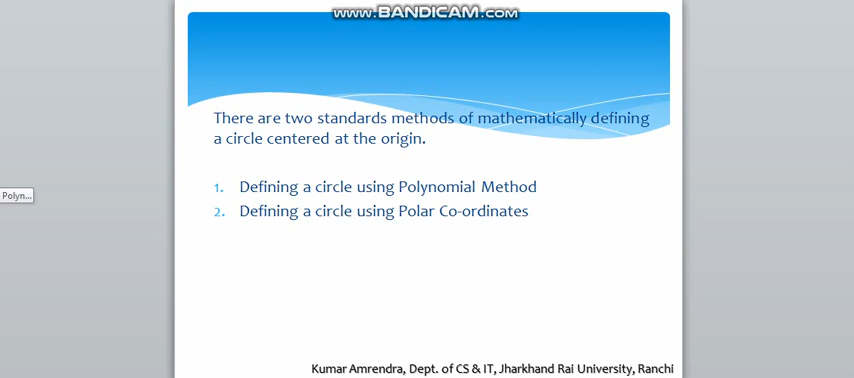 www.BANDICAM.com
There are two standards methods of mathematically defining
a circle centered at the origin.
1. Defining a circle using Polynomial Method
Polyn...
2. Defining a circle using Polar Co-ordinates
Kumar Amrendra, Dept. of CS & IT, Jharkhand Rai University, Ranchi